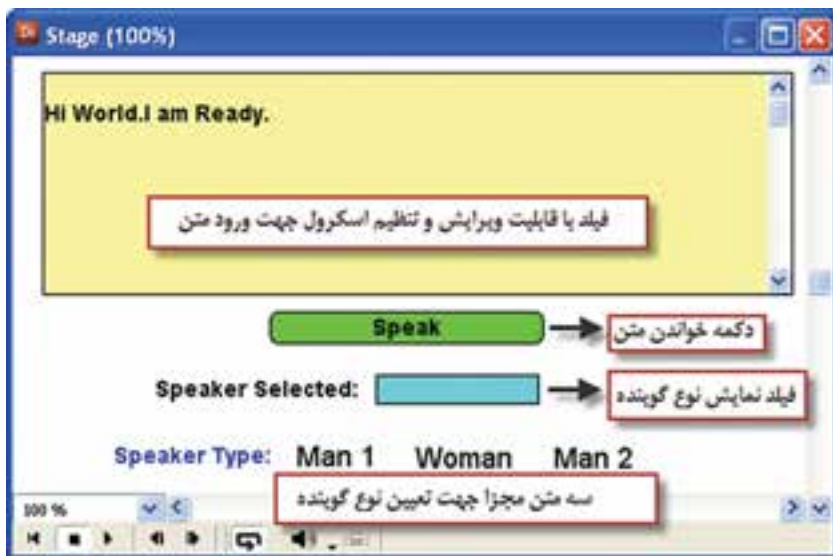 Stage (100%)
Hi World.I am Ready.
فیلد با قابلیت ویرایش و تنظیم اسکرول جهت ورود متن
Speak
دکمه خواندن متن
Speaker Selected:
فیلد نمایش نوع گوینده
Speaker Type: Man 1 Woman Man 2
سه متن مجزا جهت تعیین نوع گوینده
100 %